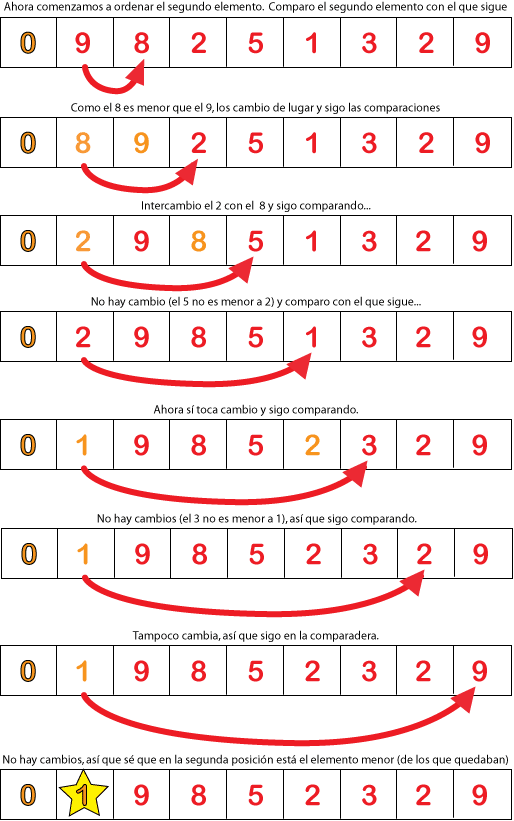 Ahora comenzamos a ordenar el segundo elemento. Comparo el segundo elemento con el que sigue
0 9 8 2 5 1 3 2 9
Como el 8 es menor que el 9, los cambio de lugar y sigo las comparaciones
0 8 9 2 5 1 3 2 9
Intercambio el 2 con el 8 y sigo comparando...
0 2 9 8 5 1 3 2 9
No hay cambio (el 5 no es menor a 2) y comparo con el que sigue...
0 2 9 8 5 1 3 2 9
Ahora sí toca cambio y sigo comparando.
0 1 9 8 5 2 3 2 9
No hay cambios (el 3 no es menor a 1), así que sigo comparando.
0 1 9 8 5 2 3 2 9
Tampoco cambia, así que sigo en la comparadera.
0 1 9 8 5 2 3 2 9
No hay cambios, así que sé que en la segunda posición está el elemento menor (de los que quedaban)
0 1 9 8 5 2 3 2 9